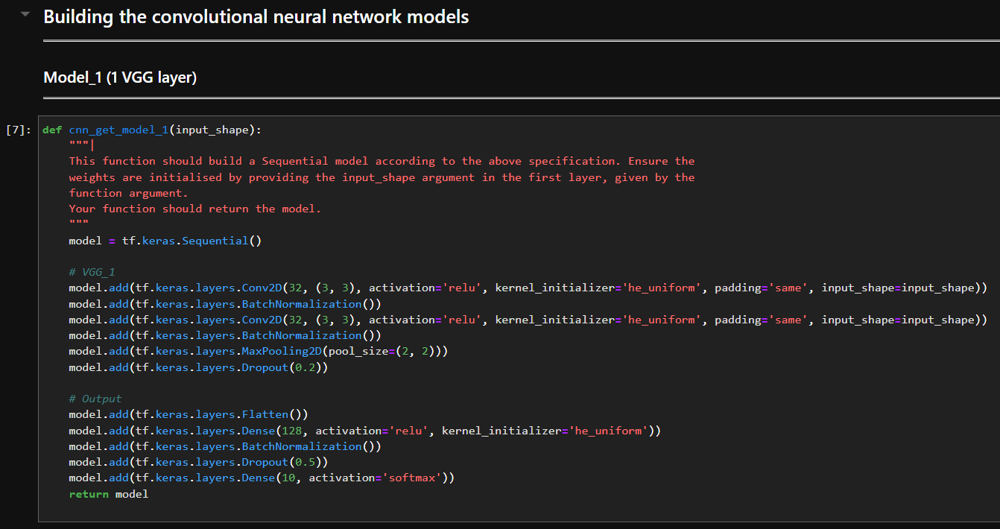 Building the convolutional neural network models
Model_1 (1 VGG layer)
[7]: def cnn_get_model_1(input_shape):
    """
    This function should build a Sequential model according to the above specification. Ensure the
    weights are initialised by providing the input_shape argument in the first layer, given by the
    function argument.
    Your function should return the model.
    """
    model = tf.keras.Sequential()
    # VGG_1
    model.add(tf.keras.layers.Conv2D(32, (3, 3), activation='relu', kernel_initializer='he_uniform', padding='same', input_shape=input_shape))
    model.add(tf.keras.layers.BatchNormalization())
    model.add(tf.keras.layers.Conv2D(32, (3, 3), activation='relu', kernel_initializer='he_uniform', padding='same', input_shape=input_shape))
    model.add(tf.keras.layers.BatchNormalization())
    model.add(tf.keras.layers.MaxPooling2D(pool_size=(2, 2)))
    model.add(tf.keras.layers.Dropout(0.2))
    # Output
    model.add(tf.keras.layers.Flatten())
    model.add(tf.keras.layers.Dense(128, activation='relu', kernel_initializer='he_uniform'))
    model.add(tf.keras.layers.BatchNormalization())
    model.add(tf.keras.layers.Dropout(0.5))
    model.add(tf.keras.layers.Dense(10, activation='softmax'))
    return model